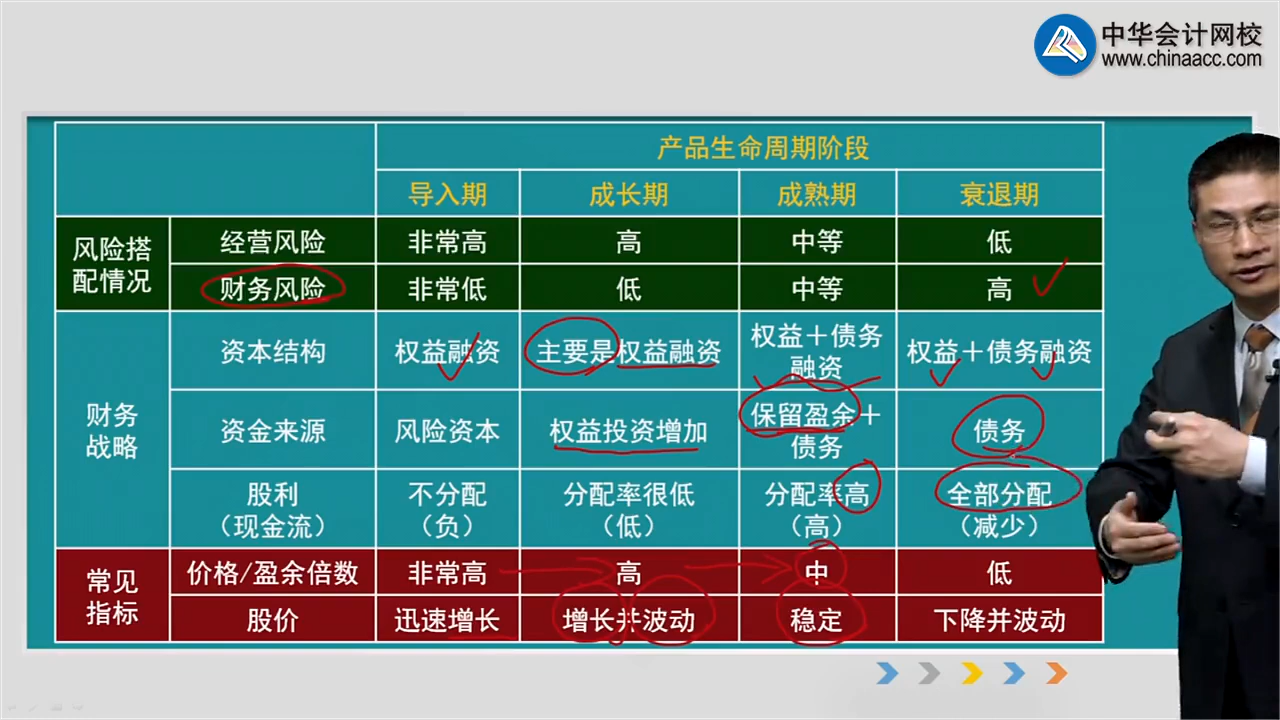 中华会计网校
www.chinaacc.com
产品生命周期阶段
导入期 成长期 成熟期 衰退期
风险搭
配情况
经营风险 非常高 高 中等 低
财务风险 非常低 低 中等 高
财务
战略
资本结构 权益融资 主要是权益融资 权益+债务
融资 权益+债务融资
资金来源 风险资本 权益投资增加 保留盈余+
债务 债务
股利
（现金流） 不分配
（负） 分配率很低
（低） 分配率高
（高） 全部分配
（减少）
常见
指标
价格/盈余倍数 非常高 高 中 低
股价 迅速增长 增长并波动 稳定 下降并波动